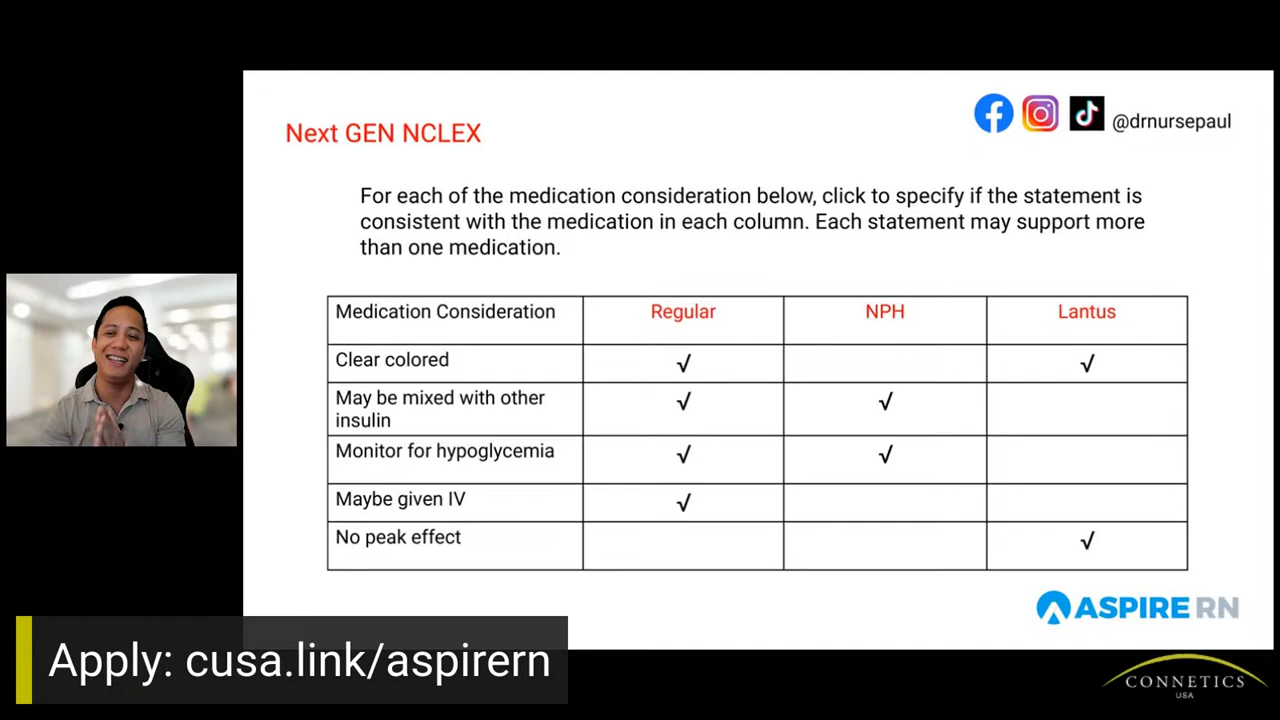 Next GEN NCLEX
@drnursepaul
For each of the medication consideration below, click to specify if the statement is
consistent with the medication in each column. Each statement may support more
than one medication.
Medication Consideration Regular NPH Lantus
Clear colored √ √
May be mixed with other
insulin √ √
Monitor for hypoglycemia √ √
Maybe given IV √
No peak effect √
ASPIRE RN
Apply: cusa.link/aspirern
CONNETICS
USA